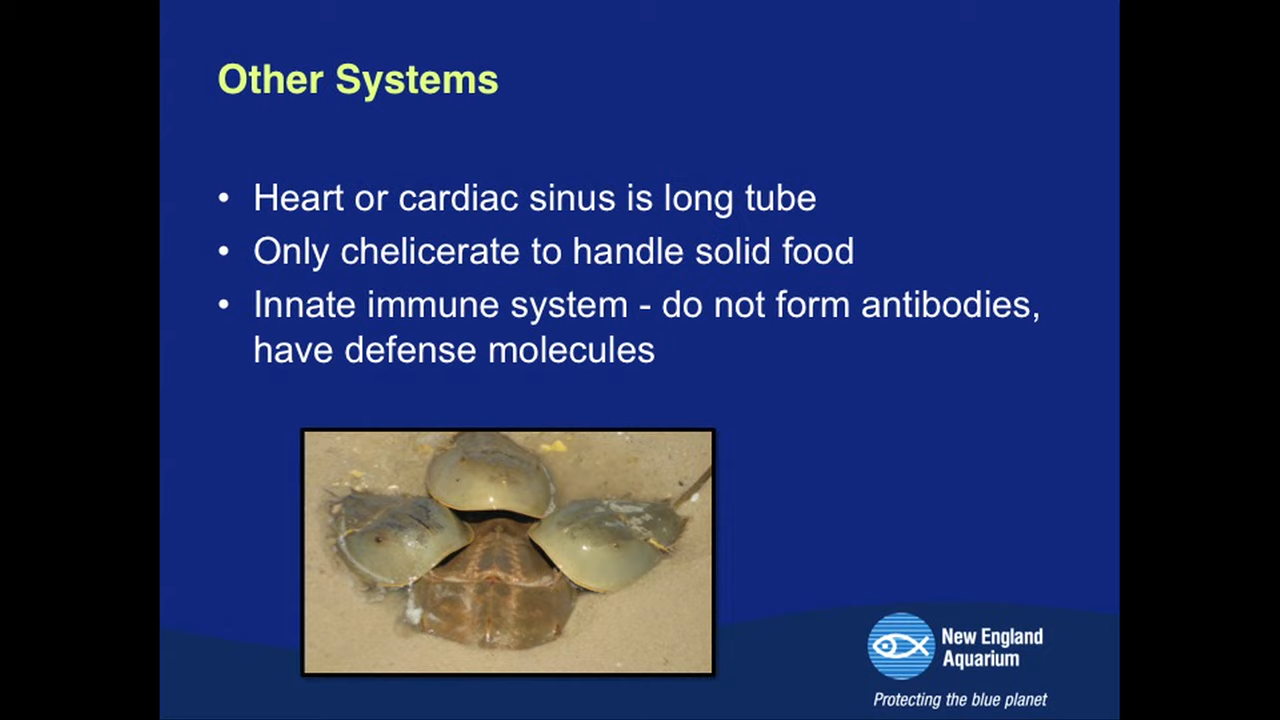 Other Systems
• Heart or cardiac sinus is long tube
• Only chelicerate to handle solid food
• Innate immune system - do not form antibodies,
have defense molecules
New England
Aquarium
Protecting the blue planet